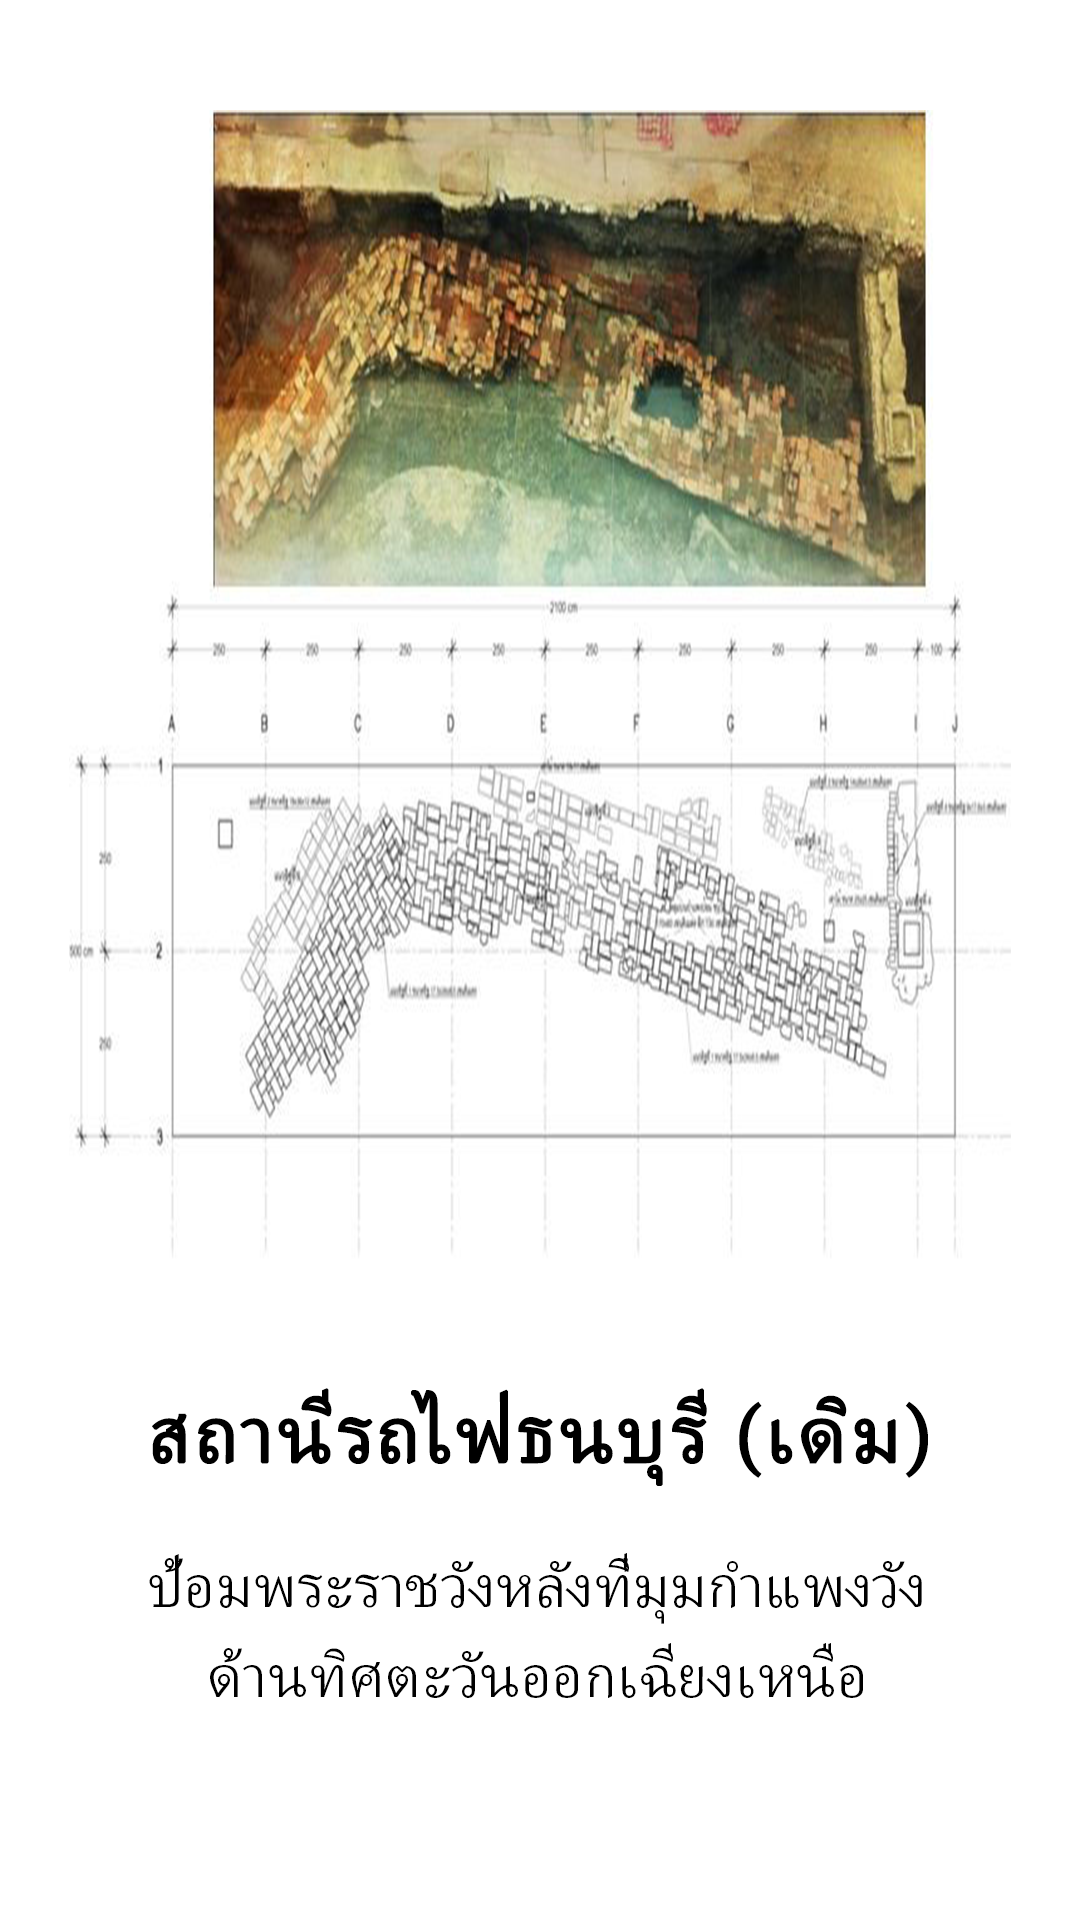 2100 cm
250 250 250 250 250 250 250 250 100
A B C D E F G H I J
1
250
500 cm
2
250
3
สถานีรถไฟธนบุรี (เดิม)
ป้อมพระราชวังหลังที่มุมกำแพงวัง
ด้านทิศตะวันออกเฉียงเหนือ